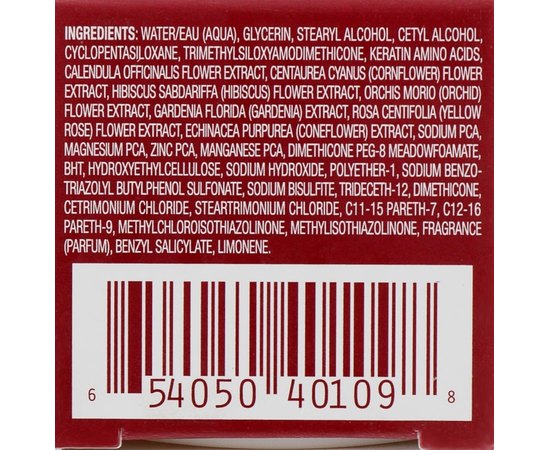 INGREDIENTS: WATER/EAU (AQUA), GLYCERIN, STEARYL ALCOHOL, CETYL ALCOHOL,
CYCLOPENTASILOXANE, TRIMETHYLSILOXYAMODIMETHICONE, KERATIN AMINO ACIDS,
CALENDULA OFFICINALIS FLOWER EXTRACT, CENTAUREA CYANUS (CORNFLOWER) FLOWER
EXTRACT, HIBISCUS SABDARIFFA (HIBISCUS) FLOWER EXTRACT, ORCHIS MORIO (ORCHID)
FLOWER EXTRACT, GARDENIA FLORIDA (GARDENIA) EXTRACT, ROSA CENTIFOLIA (YELLOW
ROSE) FLOWER EXTRACT, ECHINACEA PURPUREA (CONEFLOWER) EXTRACT, SODIUM PCA,
MAGNESIUM PCA, ZINC PCA, MANGANESE PCA, DIMETHICONE PEG-8 MEADOWFOAMATE,
BHT, HYDROXYETHYLCELLULOSE, SODIUM HYDROXIDE, POLYETHER-1, SODIUM BENZO-
TRIAZOLYL BUTYLPHENOL SULFONATE, SODIUM BISULFITE, TRIDECETH-12, DIMETHICONE,
CETRIMONIUM CHLORIDE, STEARTRIMONIUM CHLORIDE, C11-15 PARETH-7, C12-16
PARETH-9, METHYLCHLOROISOTHIAZOLINONE, METHYLISOTHIAZOLINONE, FRAGRANCE
(PARFUM), BENZYL SALICYLATE, LIMONENE.
6 54050 40109 8